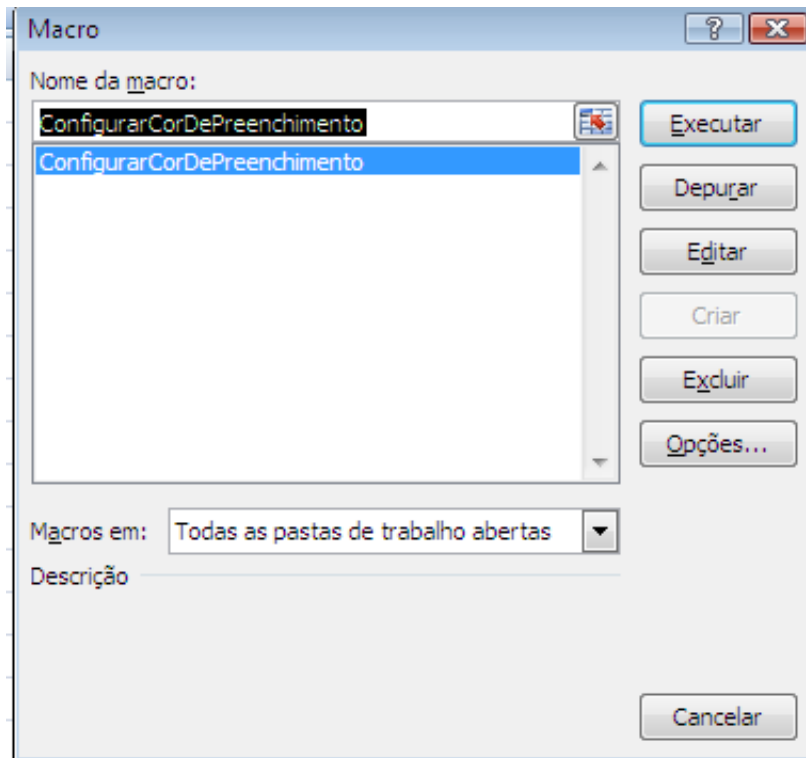 Macro
Nome da macro:
ConfigurarCorDePreenchimento
ConfigurarCorDePreenchimento
Executar
Depurar
Editar
Criar
Excluir
Opções...
Macros em: Todas as pastas de trabalho abertas
Descrição
Cancelar